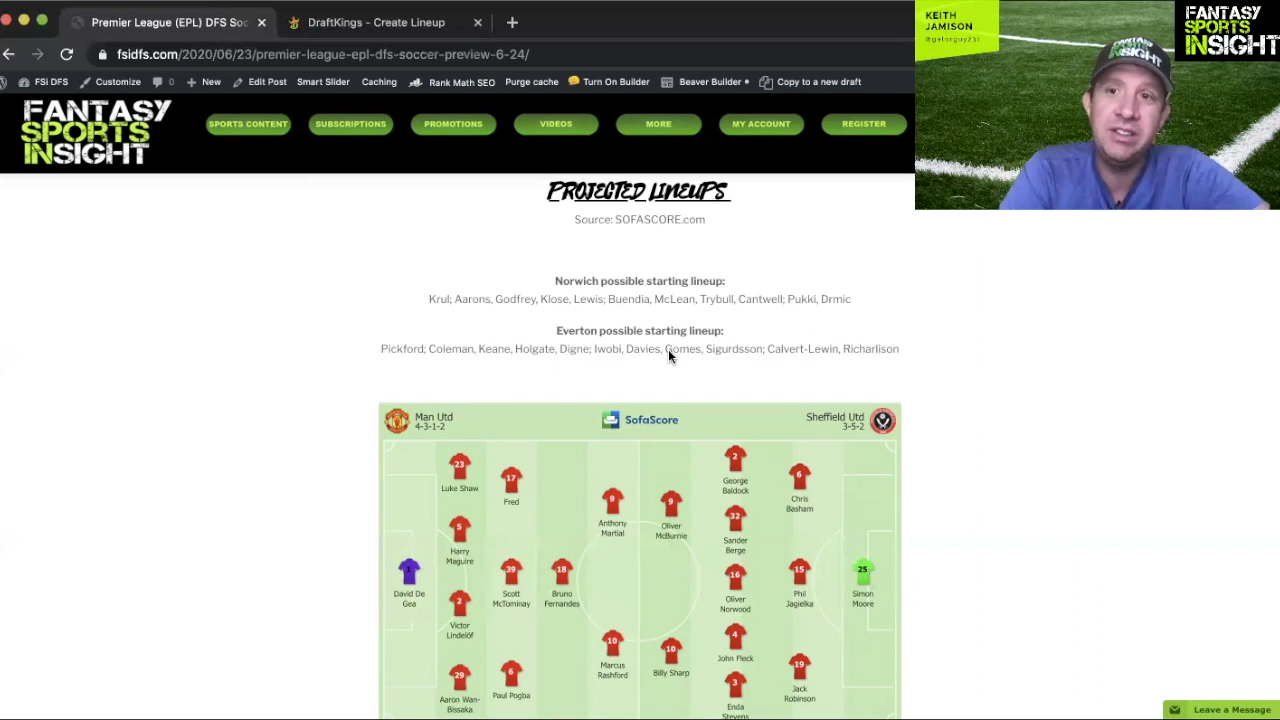 Premier League (EPL) DFS Slate
DraftKings - Create Lineup
fsidfs.com/2020/06/23/premier-league-epl-dfs-slate-preview
FSI DFS
Customize
0
New
Edit Post
Smart Slider
Caching
Rank Math SEO
Purge cache
Turn On Builder
Beaver Builder
Copy to a new draft
KEITH
JAMISON
@gatorguy231
FANTASY
SPORTS
INSIGHT
FANTASY
SPORTS
INSIGHT
SPORTS CONTENT
SUBSCRIPTIONS
PROMOTIONS
VIDEOS
MORE
MY ACCOUNT
REGISTER
PROJECTED LINEUPS
Source: SOFASCORE.com
Norwich possible starting lineup:
Krul; Aarons, Godfrey, Klose, Lewis; Buendia, McLean, Trybull, Cantwell; Pukki, Drmic
Everton possible starting lineup:
Pickford; Coleman, Keane, Holgate, Digne; Iwobi, Davies, Gomes, Sigurdsson; Calvert-Lewin, Richarlison
Man Utd
4-3-1-2
SofaScore
Sheffield Utd
3-5-2
23
Luke Shaw
5
Harry
Maguire
1
David De
Gea
2
Victor
Lindelöf
29
Aaron Wan-
Bissaka
17
Fred
39
Scott
McTominay
6
Paul Pogba
18
Bruno
Fernandes
9
Anthony
Martial
10
Marcus
Rashford
9
Oliver
McBurnie
10
Billy Sharp
2
George
Baldock
32
Sander
Berge
16
Oliver
Norwood
4
John Fleck
3
Enda
Stevens
6
Chris
Basham
15
Phil
Jagielka
19
Jack
Robinson
25
Simon
Moore
Leave a Message